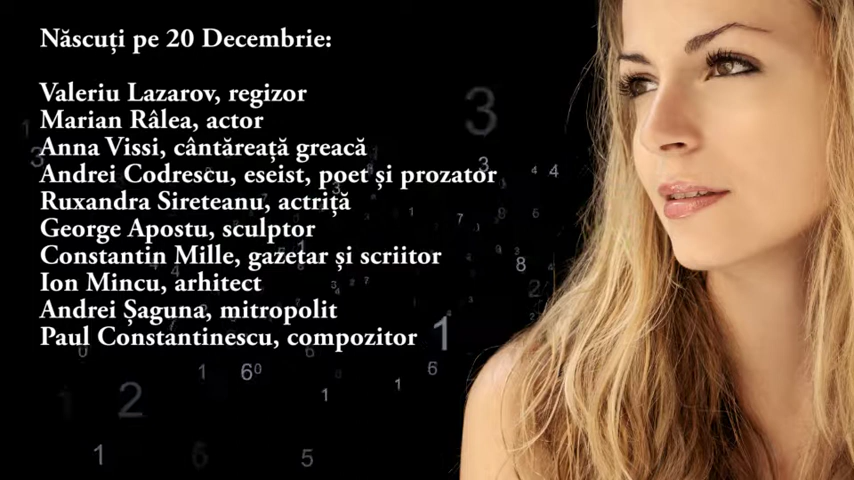 Născuți pe 20 Decembrie:
Valeriu Lazarov, regizor
Marian Râlea, actor
Anna Vissi, cântăreață greacă
Andrei Codrescu, eseist, poet și prozator
Ruxandra Sireteanu, actriță
George Apostu, sculptor
Constantin Mille, gazetar și scriitor
Ion Mincu, arhitect
Andrei Șaguna, mitropolit
Paul Constantinescu, compozitor